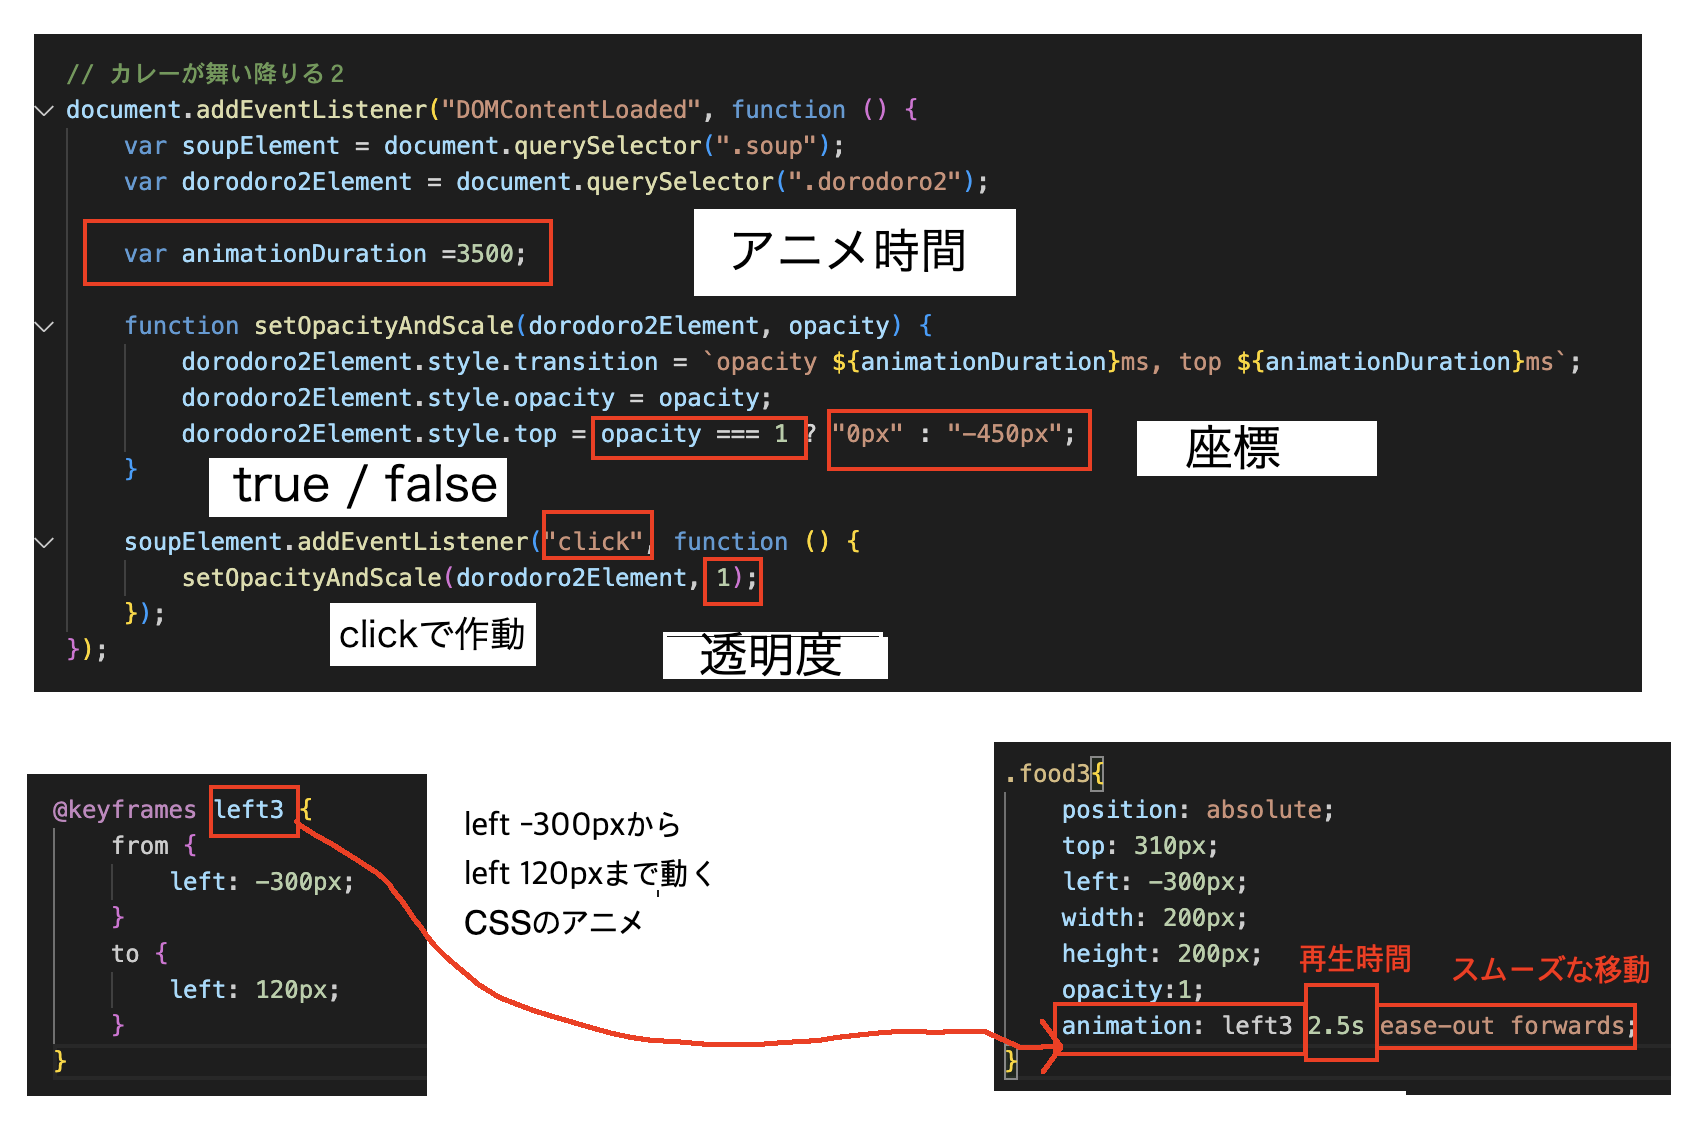 // カレーが舞い降りる２
document.addEventListener("DOMContentLoaded", function () {
var soupElement = document.querySelector(".soup");
var dorodoro2Element = document.querySelector(".dorodoro2");
var animationDuration =3500;
アニメ時間
function setOpacityAndScale(dorodoro2Element, opacity) {
dorodoro2Element.style.transition = `opacity ${animationDuration}ms, top ${animationDuration}ms`;
dorodoro2Element.style.opacity = opacity;
dorodoro2Element.style.top = opacity === 1 ? "0px" : "-450px";
座標
}
true / false
soupElement.addEventListener("click", function () {
setOpacityAndScale(dorodoro2Element, 1);
});
clickで作動
透明度
});
@keyframes left3 {
from {
left: -300px;
}
to {
left: 120px;
}
}
left -300pxから
left 120pxまで動く
CSSのアニメ
.food3{
position: absolute;
top: 310px;
left: -300px;
width: 200px;
height: 200px;
再生時間
スムーズな移動
opacity:1;
animation: left3 2.5s ease-out forwards;
}